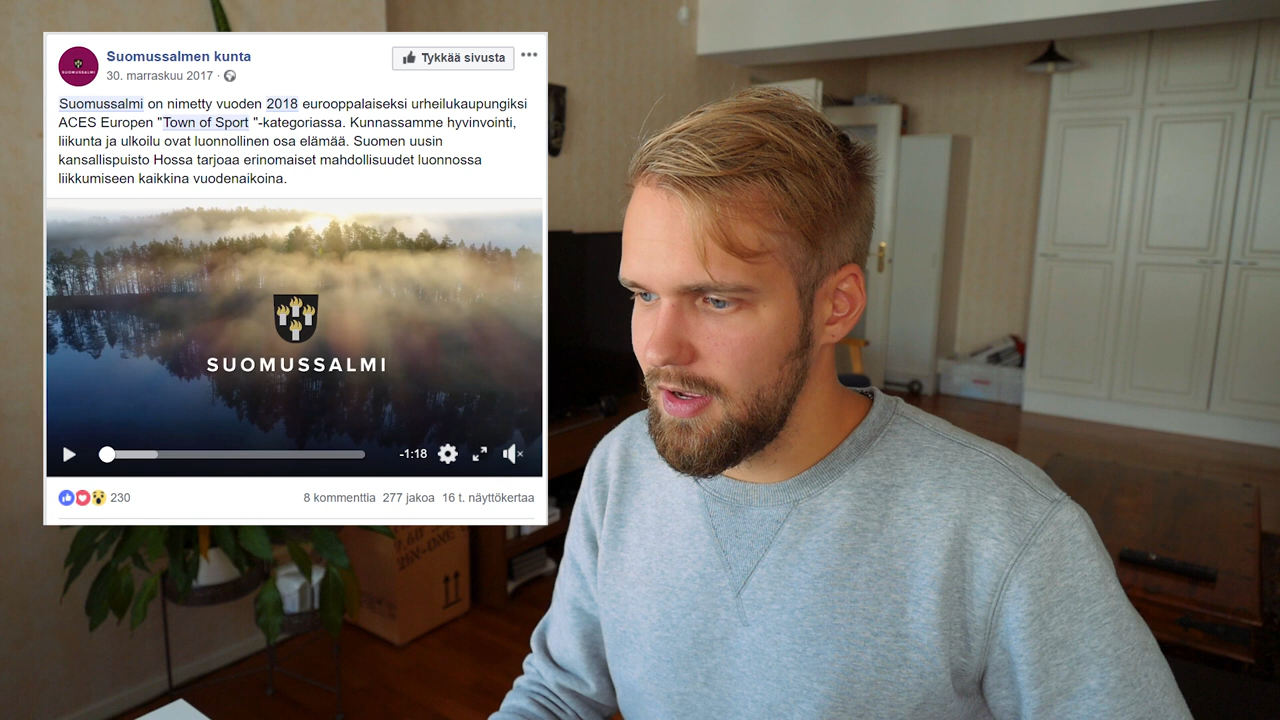 Suomussalmen kunta
30. marraskuu 2017 ·
Tykkää sivusta
Suomussalmi on nimetty vuoden 2018 eurooppalaiseksi urheilukaupungiksi
ACES Europen "Town of Sport "-kategoriassa. Kunnassamme hyvinvointi,
liikunta ja ulkoilu ovat luonnollinen osa elämää. Suomen uusin
kansallispuisto Hossa tarjoaa erinomaiset mahdollisuudet luonnossa
liikkumiseen kaikkina vuodenaikoina.
SUOMUSSALMI
-1:18
230
8 kommenttia 277 jakoa 16 t. näyttökertaa